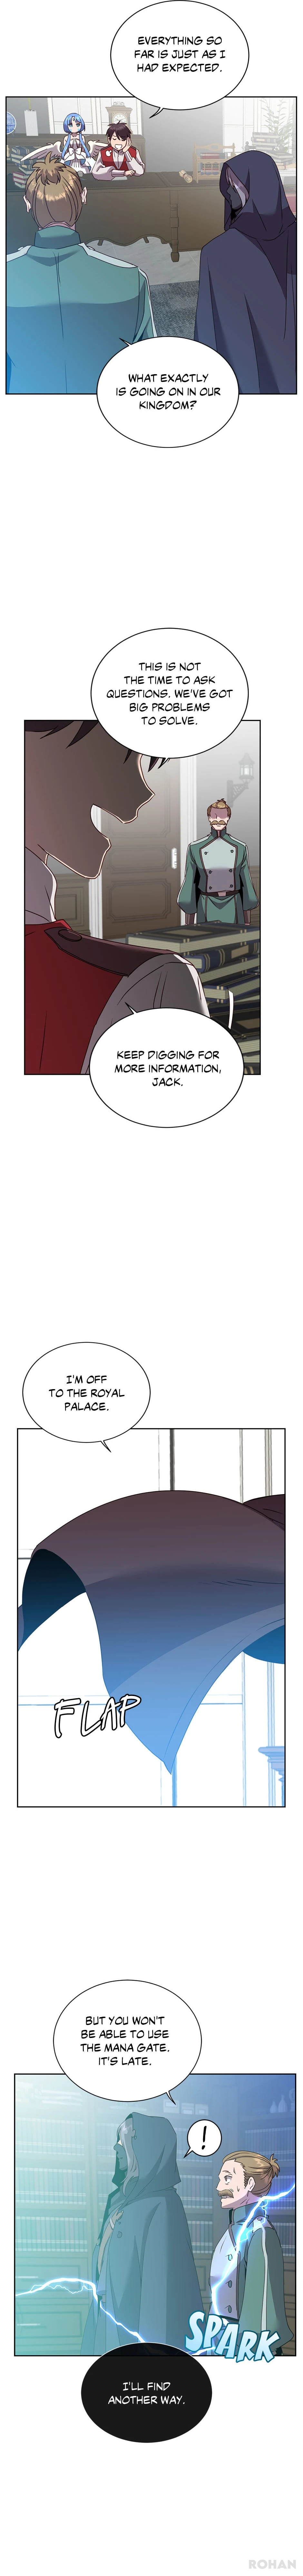 EVERYTHING SO
FAR IS JUST AS I
HAD EXPECTED.
WHAT EXACTLY
IS GOING ON IN OUR
KINGDOM?
THIS IS NOT
THE TIME TO ASK
QUESTIONS. WE'VE GOT
BIG PROBLEMS
TO SOLVE.
KEEP DIGGING FOR
MORE INFORMATION,
JACK.
I'M OFF
TO THE ROYAL
PALACE.
FLAP
BUT YOU WON'T
BE ABLE TO USE
THE MANA GATE.
IT'S LATE.
!
SPARK
I'LL FIND
ANOTHER WAY.
ROHAN